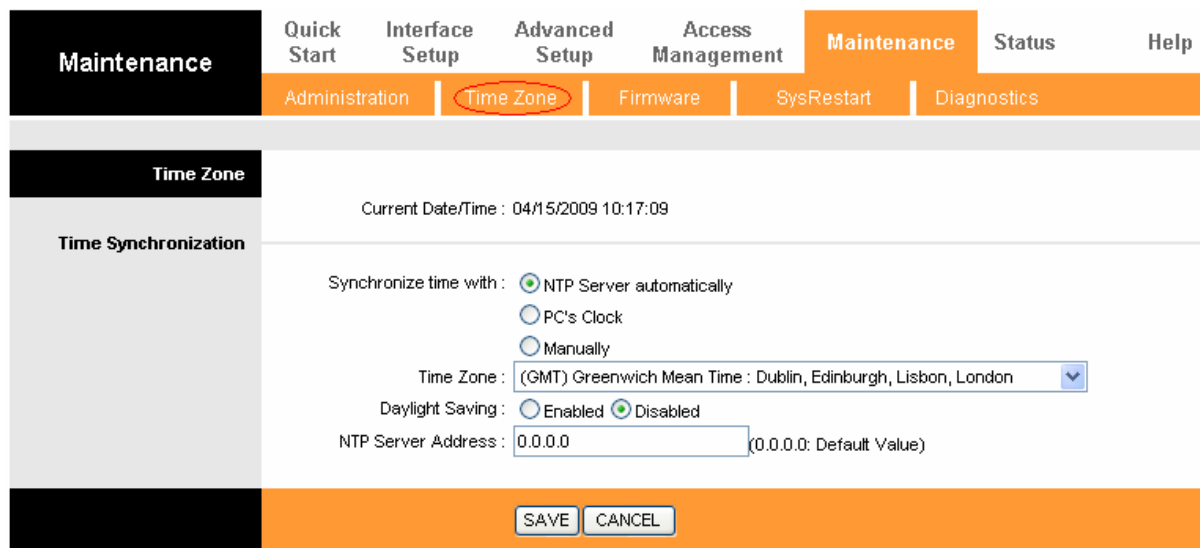 Maintenance
Quick Start
Interface Setup
Advanced Setup
Access Management
Maintenance
Status
Help
Administration
Time Zone
Firmware
SysRestart
Diagnostics
Time Zone
Current Date/Time : 04/15/2009 10:17:09
Time Synchronization
Synchronize time with : NTP Server automatically
PC's Clock
Manually
Time Zone : (GMT) Greenwich Mean Time : Dublin, Edinburgh, Lisbon, London
Daylight Saving : Enabled Disabled
NTP Server Address : 0.0.0.0 (0.0.0.0: Default Value)
SAVE CANCEL